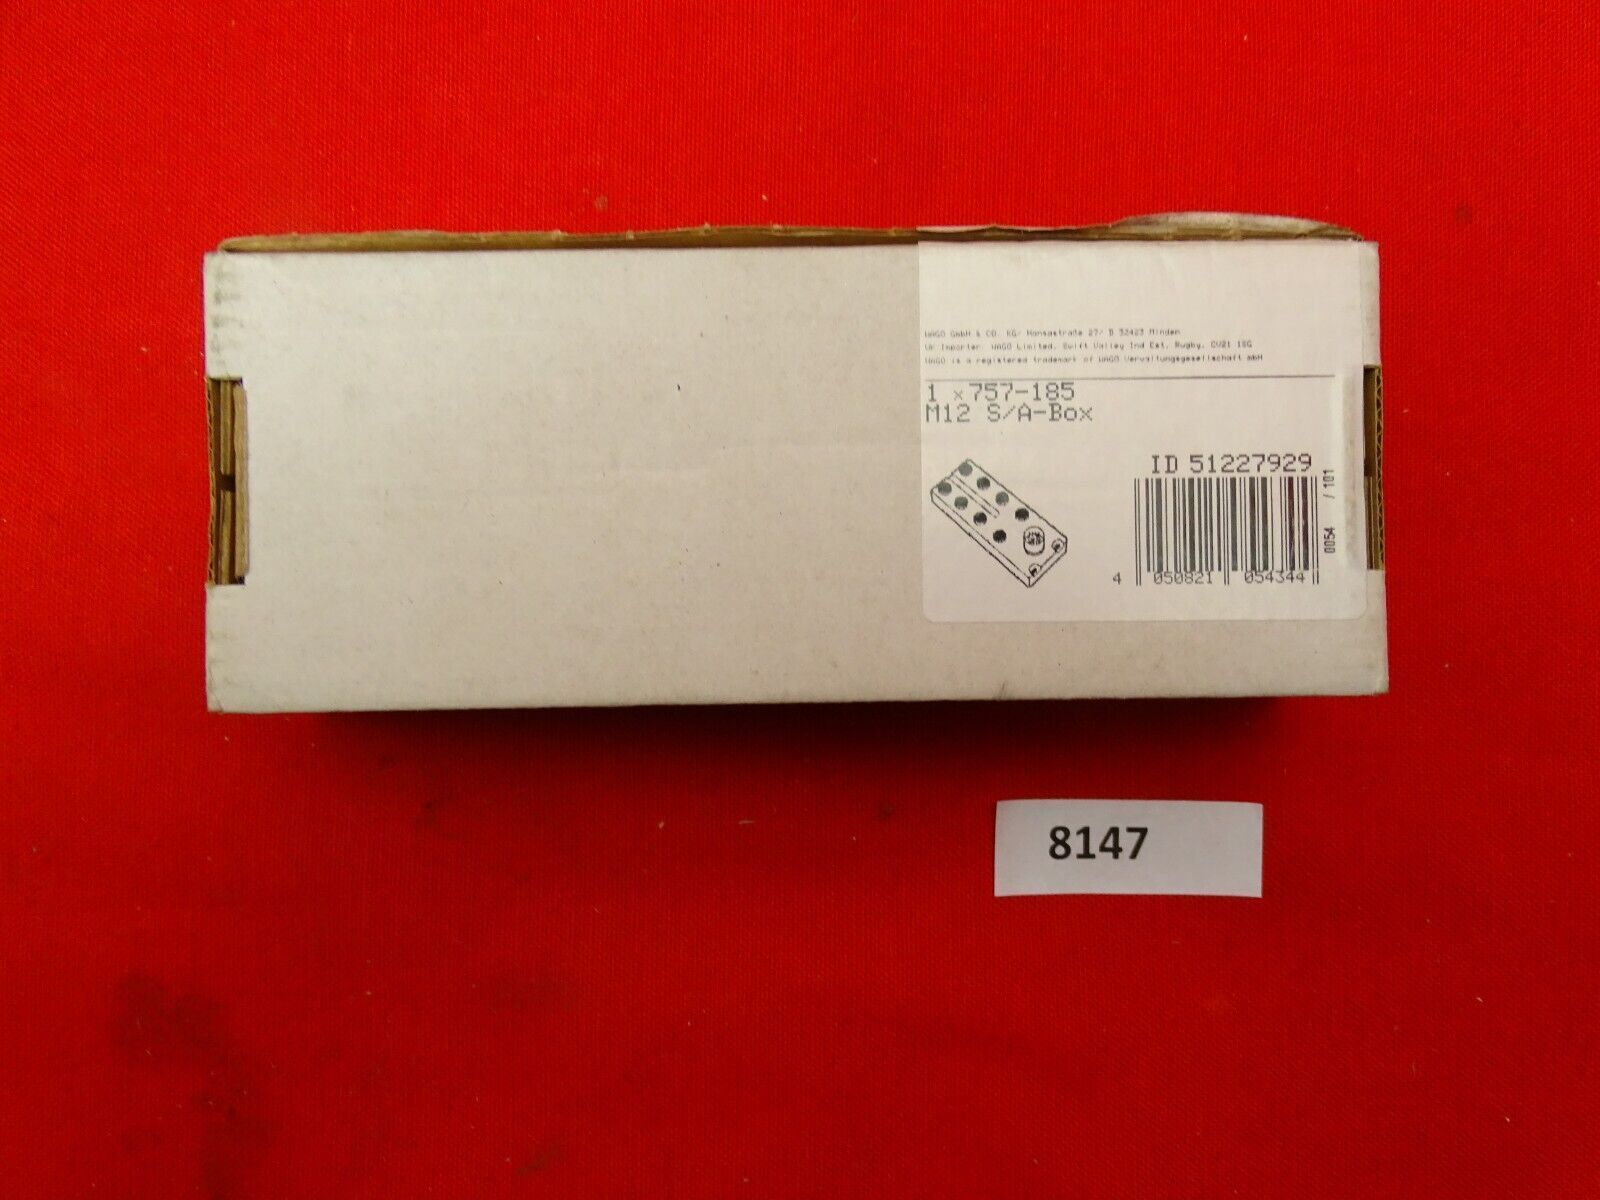 WAGO GmbH & CO. KG/ Hansastraße 27/ D 32423 Minden
UK Importer WAGO Limited, Swift Valley Ind Est, Rugby, CV21 1SG
WAGO is a registered trademark of WAGO Verwaltungsgesellschaft mbH
1 x 757-185
M12 S/A-Box
ID 51227929
4 050821 054344
0054 / 101
8147